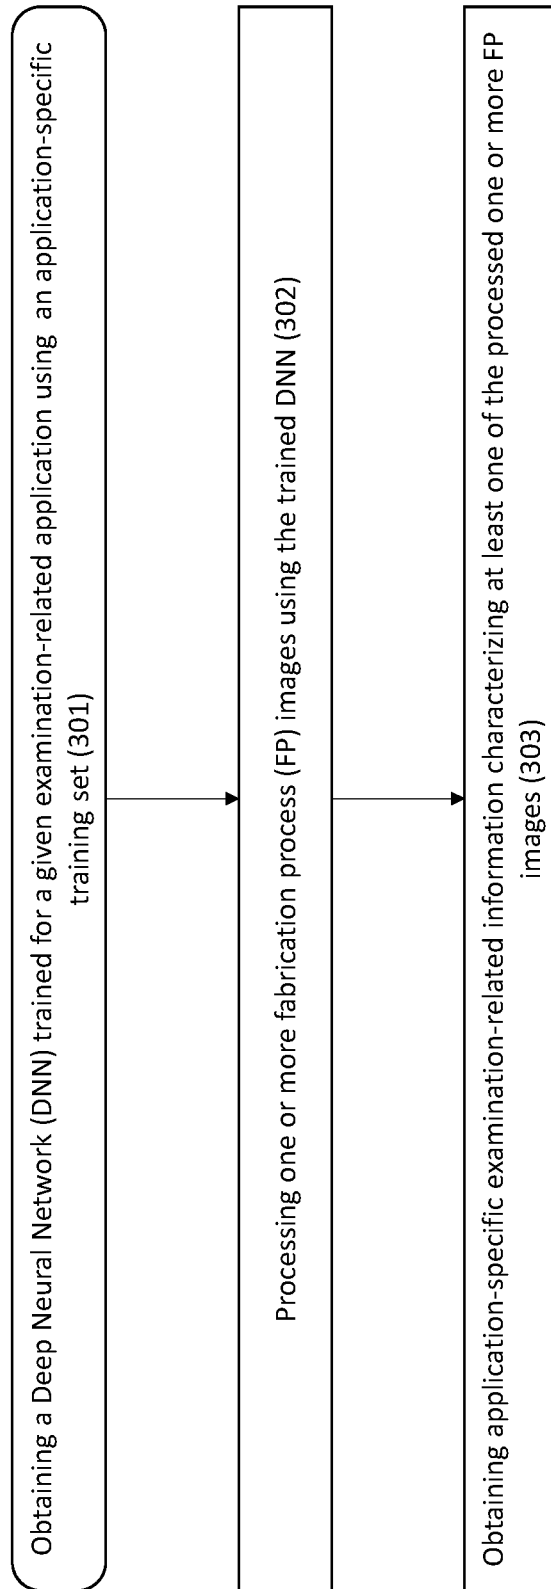 Obtaining a Deep Neural Network (DNN) trained for a given examination-related application using an application-specific
training set (301)
Processing one or more fabrication process (FP) images using the trained DNN (302)
Obtaining application-specific examination-related information characterizing at least one of the processed one or more FP
images (303)